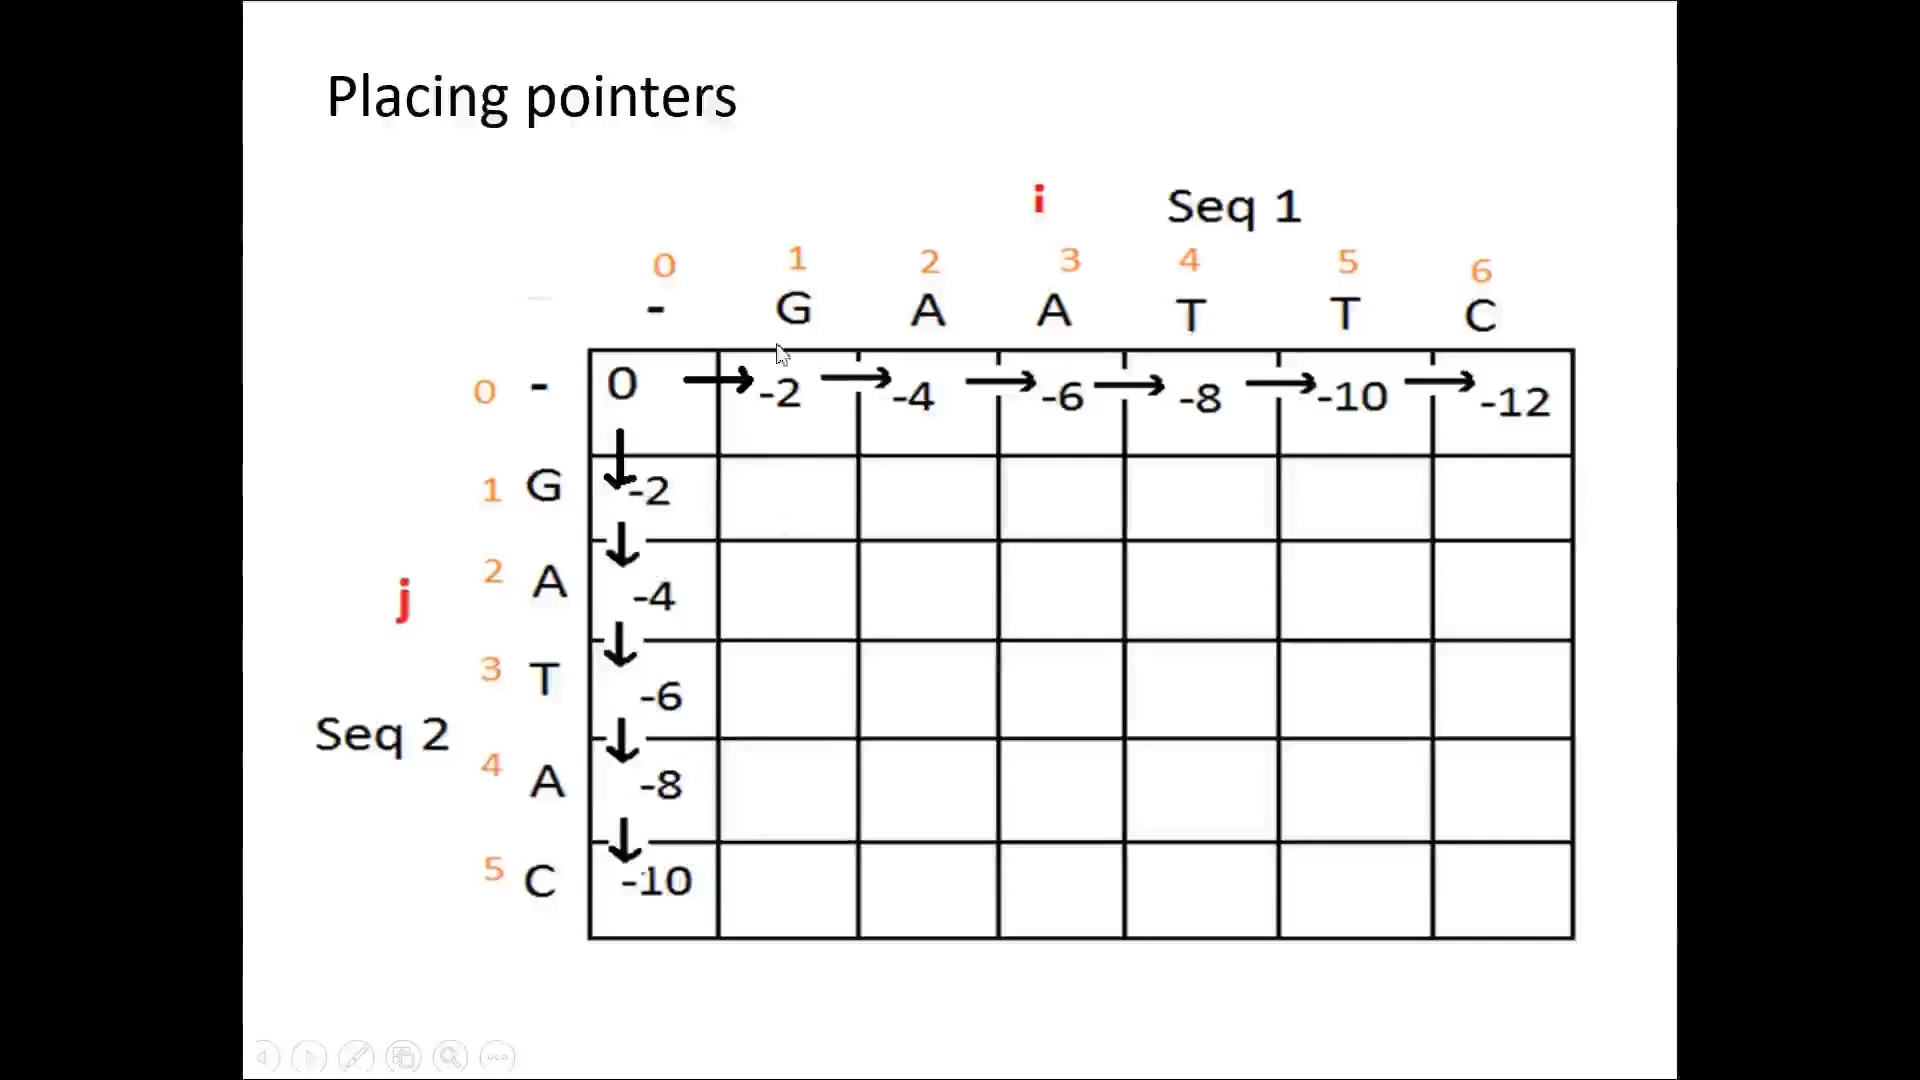 Placing pointers
i Seq 1
0 1 2 3 4 5 6
- G A A T T C
0 - 0 -2 -4 -6 -8 -10 -12
1 G -2
2 A -4
j
3 T -6
Seq 2
4 A -8
5 C -10